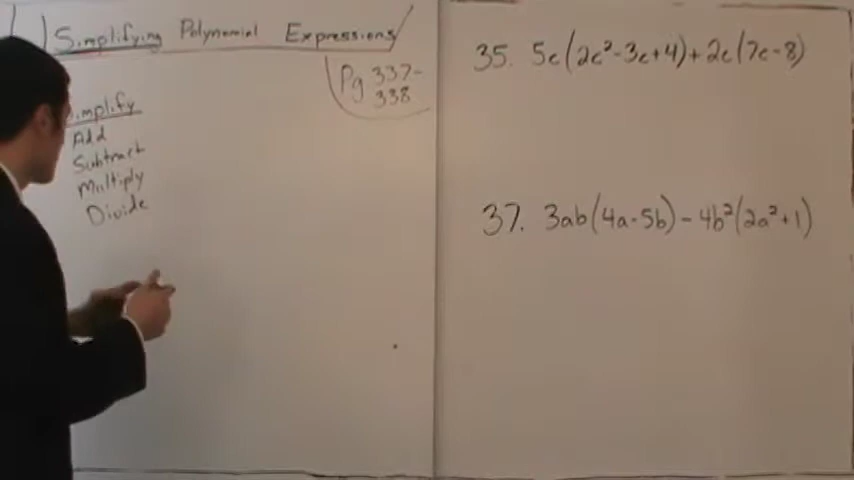 Simplifying Polynomial Expressions
Pg 337-
338
Simplify
Add
Subtract
Multiply
Divide
35. 5c(2c²-3c+4)+2c(7c-8)
37. 3ab(4a-5b)-4b²(2a²+1)